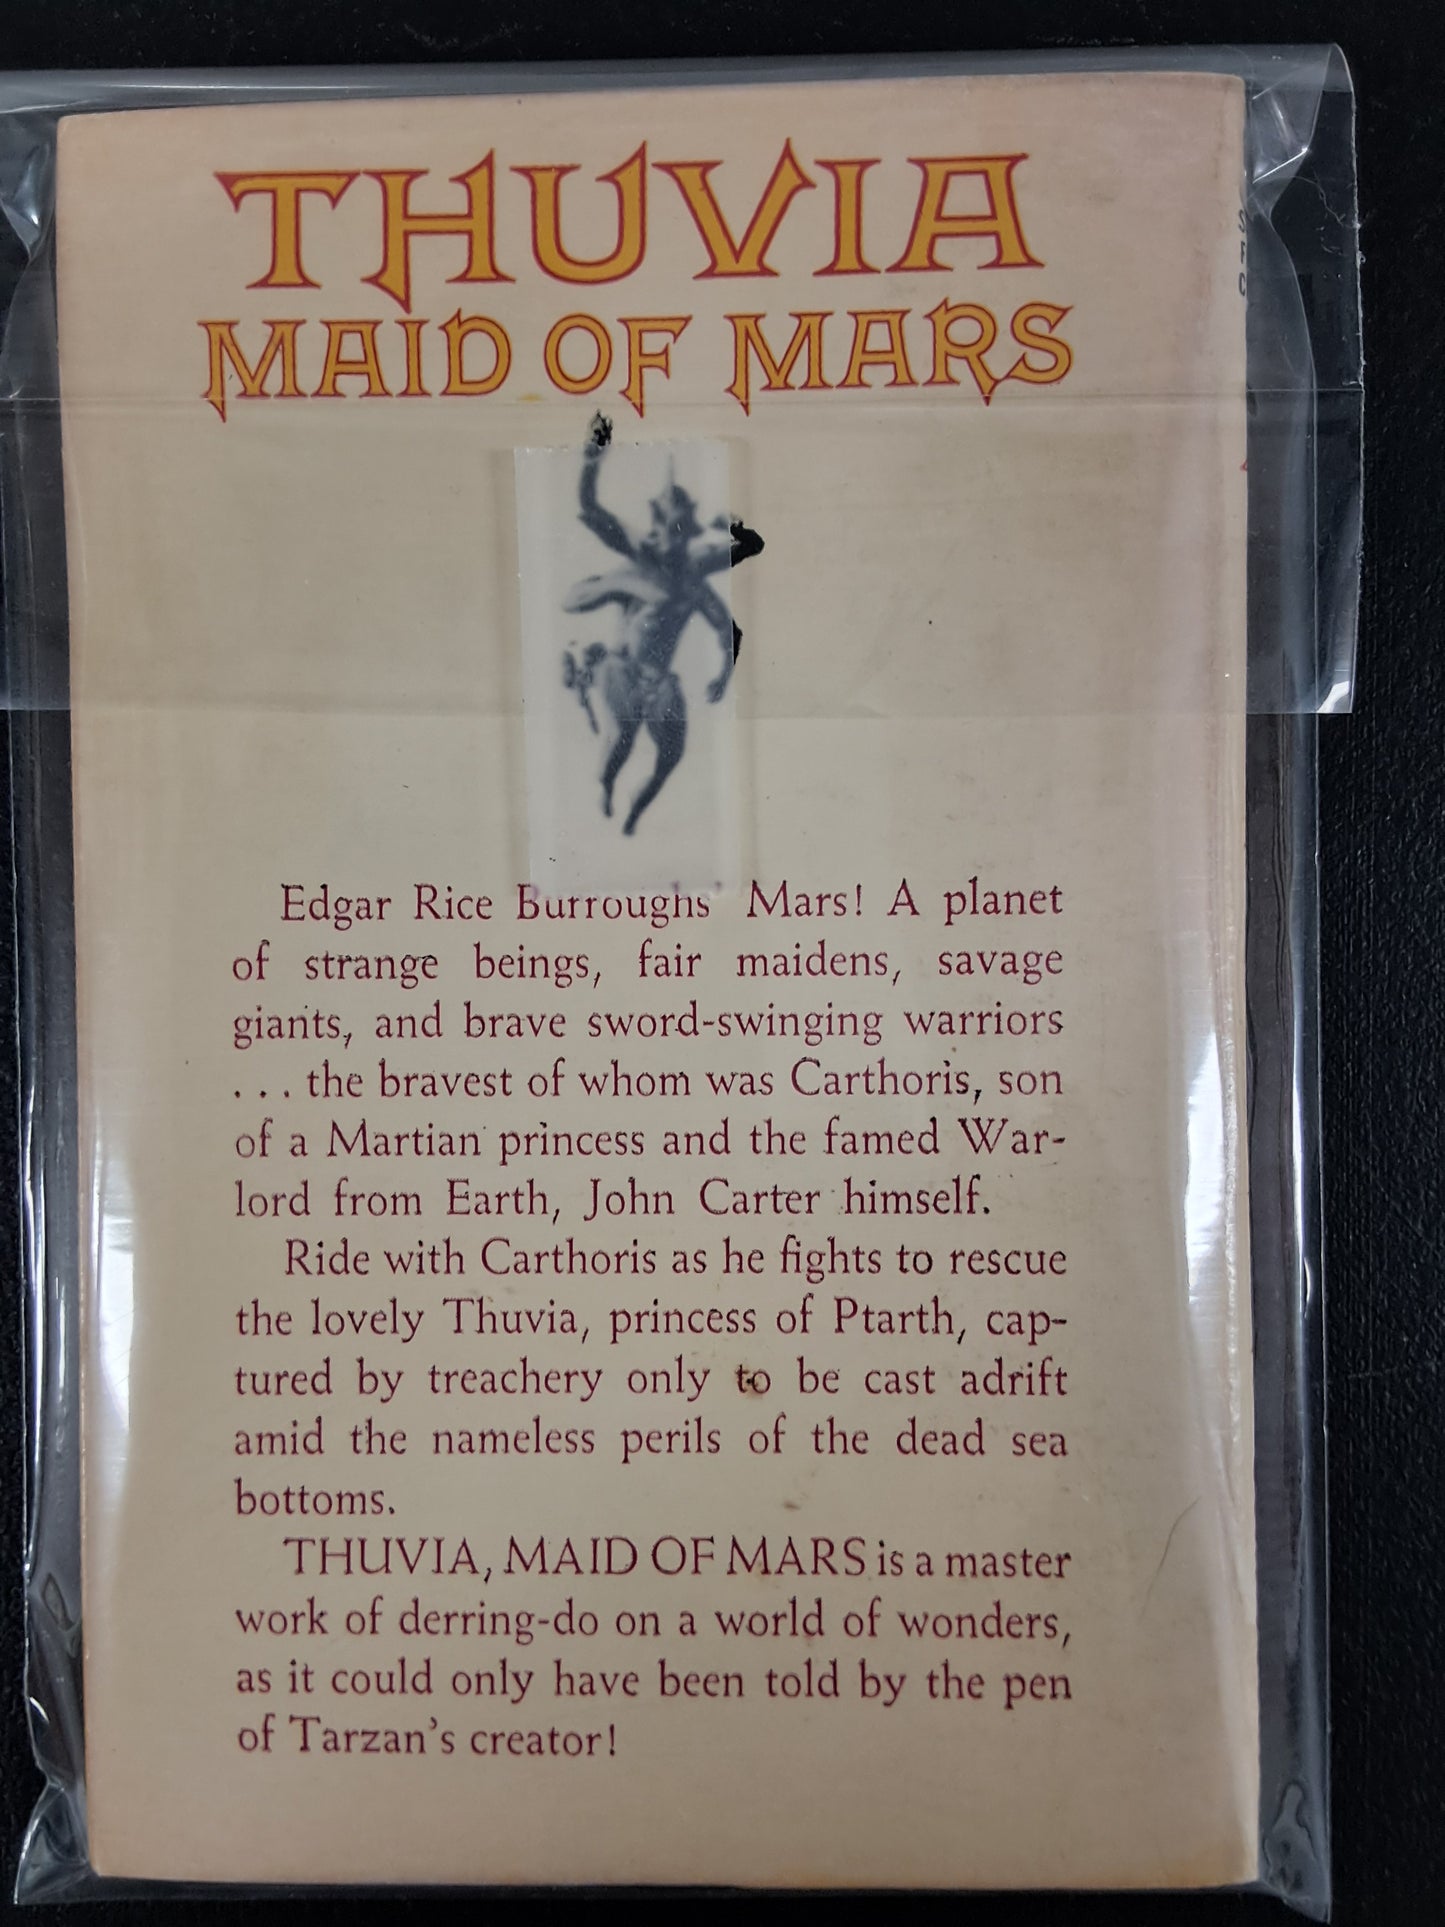 THUVIA
MAID OF MARS
Edgar Rice Burroughs' Mars! A planet
of strange beings, fair maidens, savage
giants, and brave sword-swinging warriors
. . . the bravest of whom was Carthoris, son
of a Martian princess and the famed War-
lord from Earth, John Carter himself.
Ride with Carthoris as he fights to rescue
the lovely Thuvia, princess of Ptarth, cap-
tured by treachery only to be cast adrift
amid the nameless perils of the dead sea
bottoms.
THUVIA, MAID OF MARS is a master
work of derring-do on a world of wonders,
as it could only have been told by the pen
of Tarzan's creator!